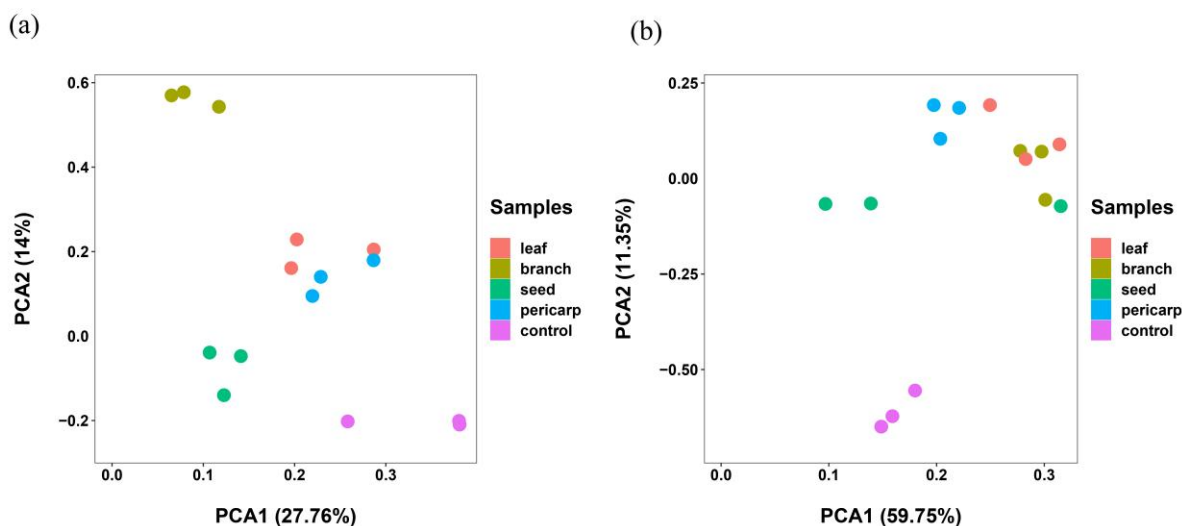 (a)
0.6
0.4
0.2
0.0
−0.2
PCA2 (14%)
0.0 0.1 0.2 0.3
PCA1 (27.76%)
Samples
leaf
branch
seed
pericarp
control
(b)
0.25
0.00
−0.25
−0.50
PCA2 (11.35%)
0.0 0.1 0.2 0.3
PCA1 (59.75%)
Samples
leaf
branch
seed
pericarp
control